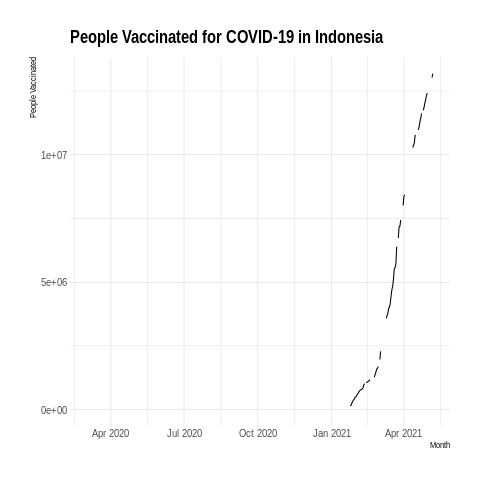 People Vaccinated for COVID-19 in Indonesia
People Vaccinated
1e+07
5e+06
0e+00
Apr 2020 Jul 2020 Oct 2020 Jan 2021 Apr 2021
Month